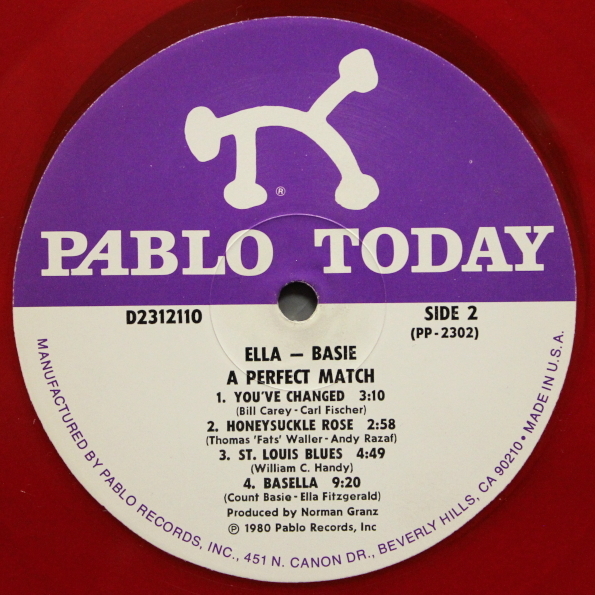 ®
PABLO TODAY
D2312110
SIDE 2
(PP-2302)
ELLA — BASIE
A PERFECT MATCH
1. YOU'VE CHANGED 3:10
(Bill Carey - Carl Fischer)
2. HONEYSUCKLE ROSE 2:58
(Thomas 'Fats' Waller - Andy Razaf)
3. ST. LOUIS BLUES 4:49
(William C. Handy)
4. BASELLA 9:20
(Count Basie - Ella Fitzgerald)
Produced by Norman Granz
℗ 1980 Pablo Records, Inc
MANUFACTURED BY PABLO RECORDS, INC., 451 N. CANON DR., BEVERLY HILLS, CA 90210 • MADE IN U.S.A.